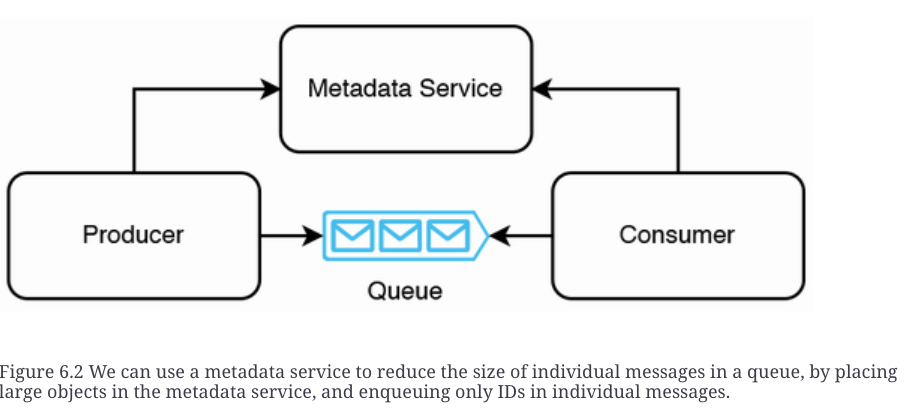 Metadata Service
Producer
Consumer
Queue
Figure 6.2 We can use a metadata service to reduce the size of individual messages in a queue, by placing
large objects in the metadata service, and enqueuing only IDs in individual messages.